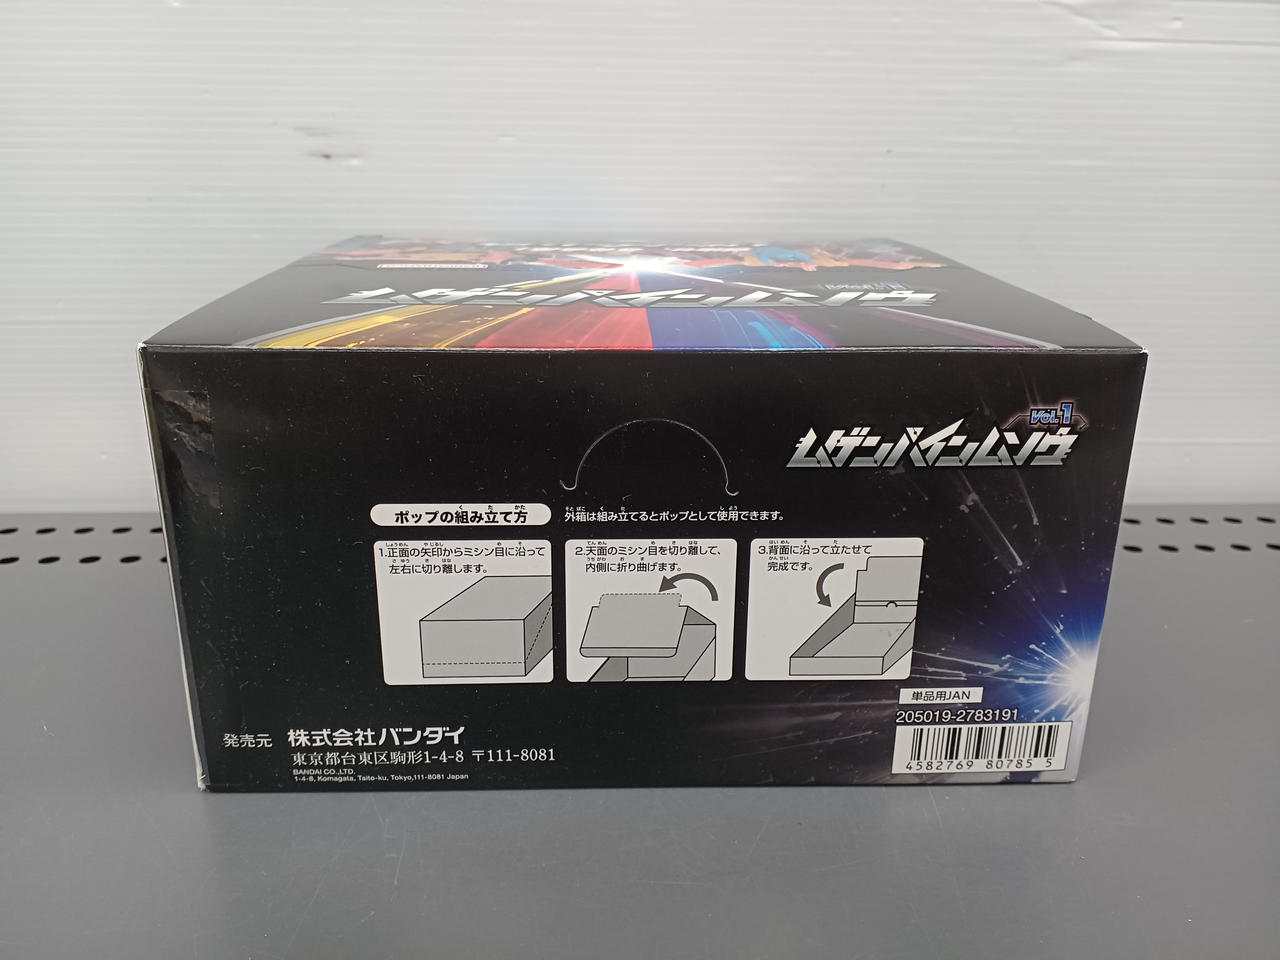 ムゲンバインムソウ
Vol.1
ムゲンバインムソウ
ポップの組み立て方
外箱は組み立てるとポップとして使用できます。
1.正面の矢印からミシン目に沿って
左右に切り離します。
2.天面のミシン目を切り離して、
内側に折り曲げます。
3.背面に沿って立たせて
完成です。
単品用JAN
205019-2783191
4582769 80785 5
発売元 株式会社バンダイ
東京都台東区駒形1-4-8 〒111-8081
BANDAI CO.,LTD.
1-4-8, Komagata, Taito-ku, Tokyo,111-8081 Japan